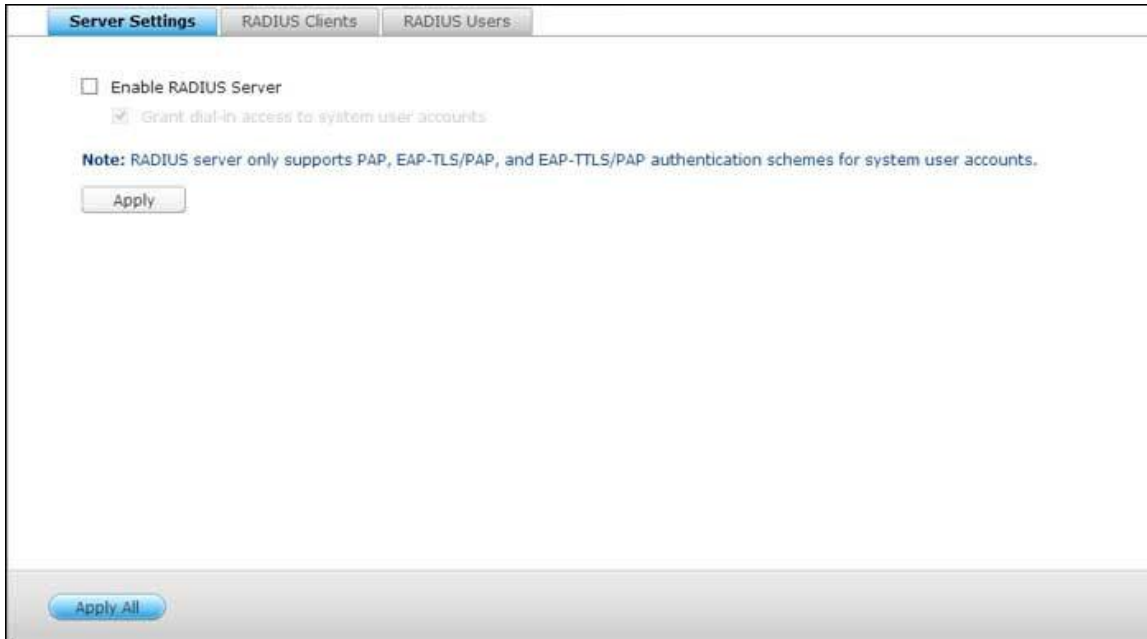 Server Settings RADIUS Clients RADIUS Users
Enable RADIUS Server
Grant dial-in access to system user accounts
Note: RADIUS server only supports PAP, EAP-TLS/PAP, and EAP-TTLS/PAP authentication schemes for system user accounts.
Apply
Apply All